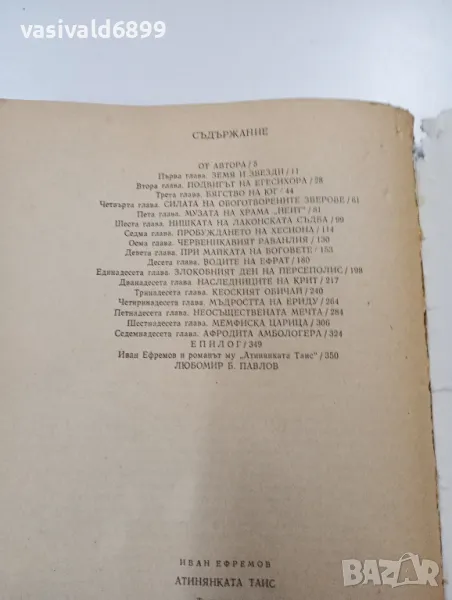 vasivald6899
СЪДЪРЖАНИЕ
ОТ АВТОРА / 5
Първа глава. ЗЕМЯ И ЗВЕЗДИ / 11
Втора глава. ПОДВИГЪТ НА ЕГЕСИХОРА / 28
Трета глава. БЯГСТВО НА ЮГ / 44
Четвърта глава. СИЛАТА НА ОБОГОТВОРЕНИТЕ ЗВЕРОВЕ / 61
Пета глава. МУЗАТА НА ХРАМА „НЕИТ" / 81
Шеста глава. НИШКАТА НА ЛАКОНСКАТА СЪДБА / 99
Седма глава. ПРОБУЖДАНЕТО НА ХЕСИОНА / 114
Осма глава. ЧЕРВЕНИКАВИЯТ РАВАНДИЯ / 130
Девета глава. ПРИ МАЙКАТА НА БОГОВЕТЕ / 153
Десета глава. ВОДИТЕ НА ЕФРАТ / 180
Единадесета глава. ЗЛОКОБНИЯТ ДЕН НА ПЕРСЕПОЛИС / 198
Дванадесета глава. НАСЛЕДНИЦИТЕ НА КРИТ / 217
Тринадесета глава. КЕОСКИЯТ ОБИЧАЙ / 240
Четиринадесета глава. МЪДРОСТТА НА ЕРИДУ / 264
Петнадесета глава. НЕОСЪЩЕСТВЕНАТА МЕЧТА / 284
Шестнадесета глава. МЕМФИСКА ЦАРИЦА / 306
Седемнадесета глава. АФРОДИТА АМБОЛОГЕРА / 324
ЕПИЛОГ / 349
Иван Ефремов и романът му „Атинянката Таис" / 350
ЛЮБОМИР Б. ПАВЛОВ
ИВАН ЕФРЕМОВ
АТИНЯНКАТА ТАИС
BAZAR.BG